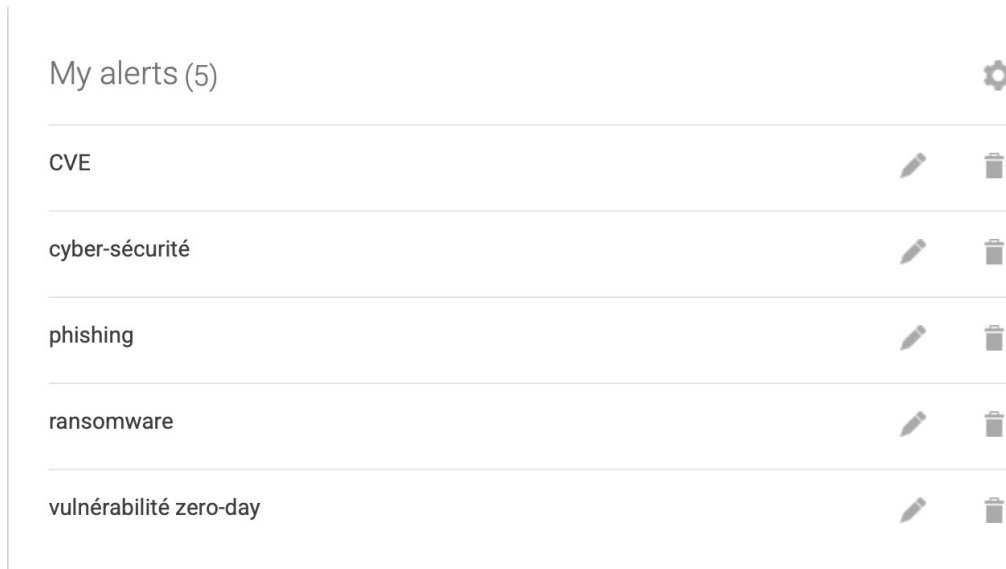 My alerts (5)
CVE
cyber-sécurité
phishing
ransomware
vulnérabilité zero-day